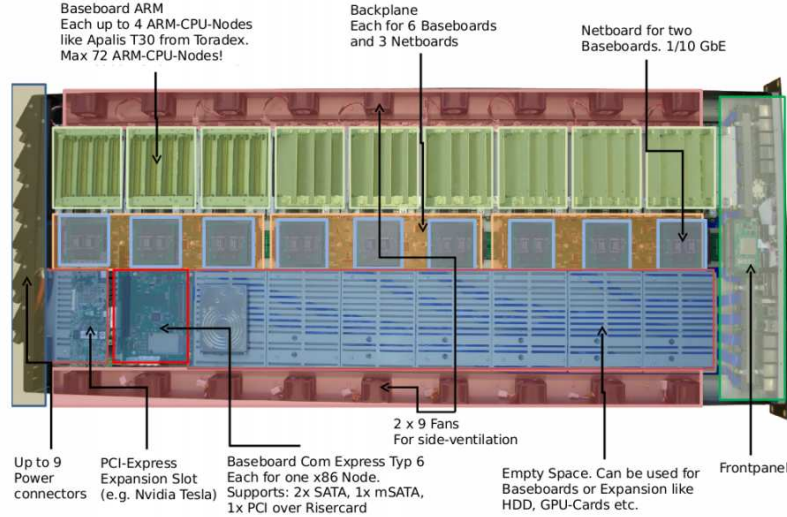 Baseboard ARM
Each up to 4 ARM-CPU-Nodes
like Apalis T30 from Toradex.
Max 72 ARM-CPU-Nodes!
Backplane
Each for 6 Baseboards
and 3 Netboards
Netboard for two
Baseboards. 1/10 GbE
2 x 9 Fans
For side-ventilation
Up to 9
Power
connectors
PCI-Express
Expansion Slot
(e.g. Nvidia Tesla)
Baseboard Com Express Typ 6
Each for one x86 Node.
Supports: 2x SATA, 1x mSATA,
1x PCI over Risercard
Empty Space. Can be used for
Baseboards or Expansion like
HDD, GPU-Cards etc.
Frontpanel